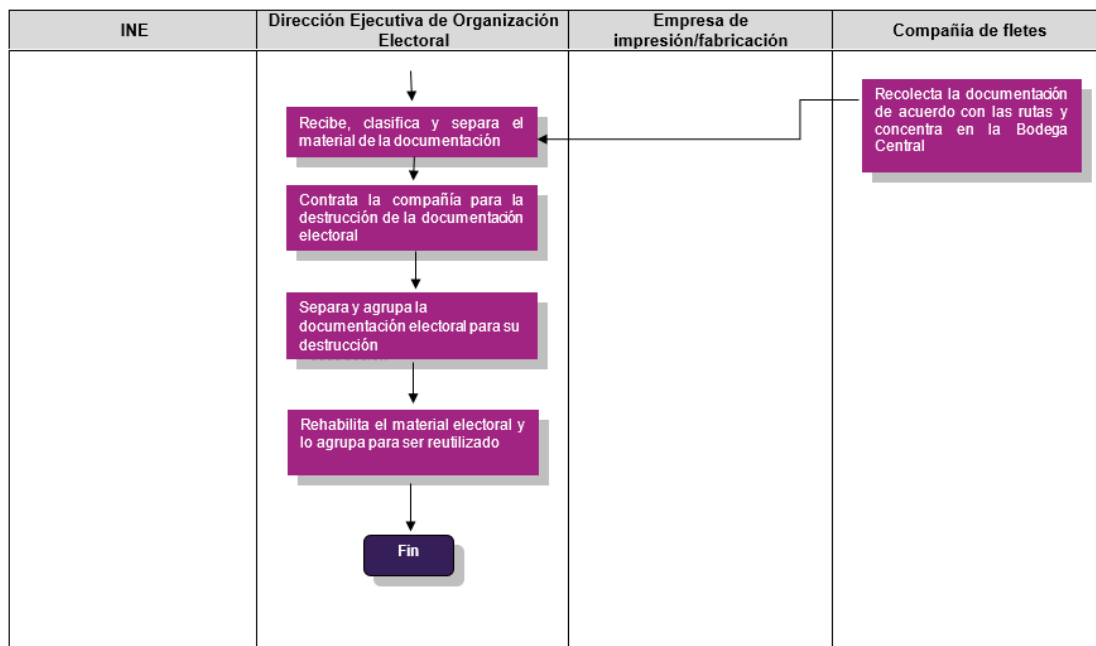 INE
Dirección Ejecutiva de Organización
Electoral
Empresa de
impresión/fabricación
Compañía de fletes
Recolecta la documentación
de acuerdo con las rutas y
concentra en la Bodega
Central
Recibe, clasifica y separa el
material de la documentación
Contrata la compañía para la
destrucción de la documentación
electoral
Separa y agrupa la
documentación electoral para su
destrucción
Rehabilita el material electoral y
lo agrupa para ser reutilizado
Fin